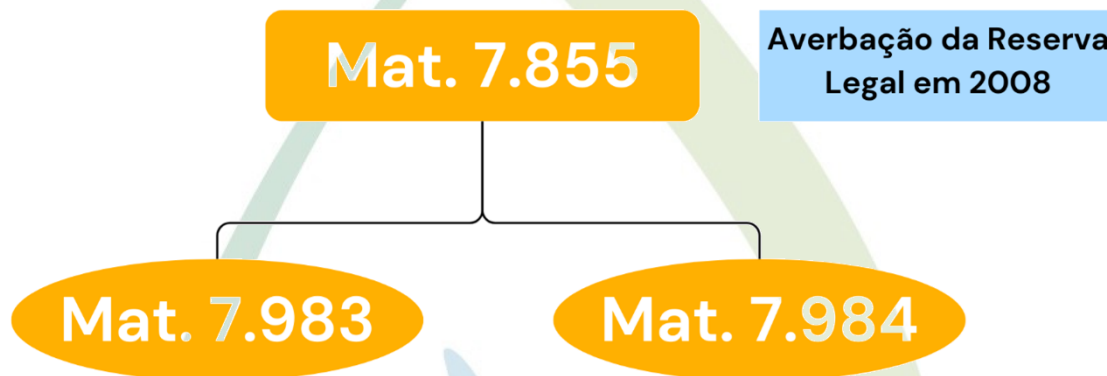 Mat. 7.855
Averbação da Reserva
Legal em 2008
Mat. 7.983
Mat. 7.984